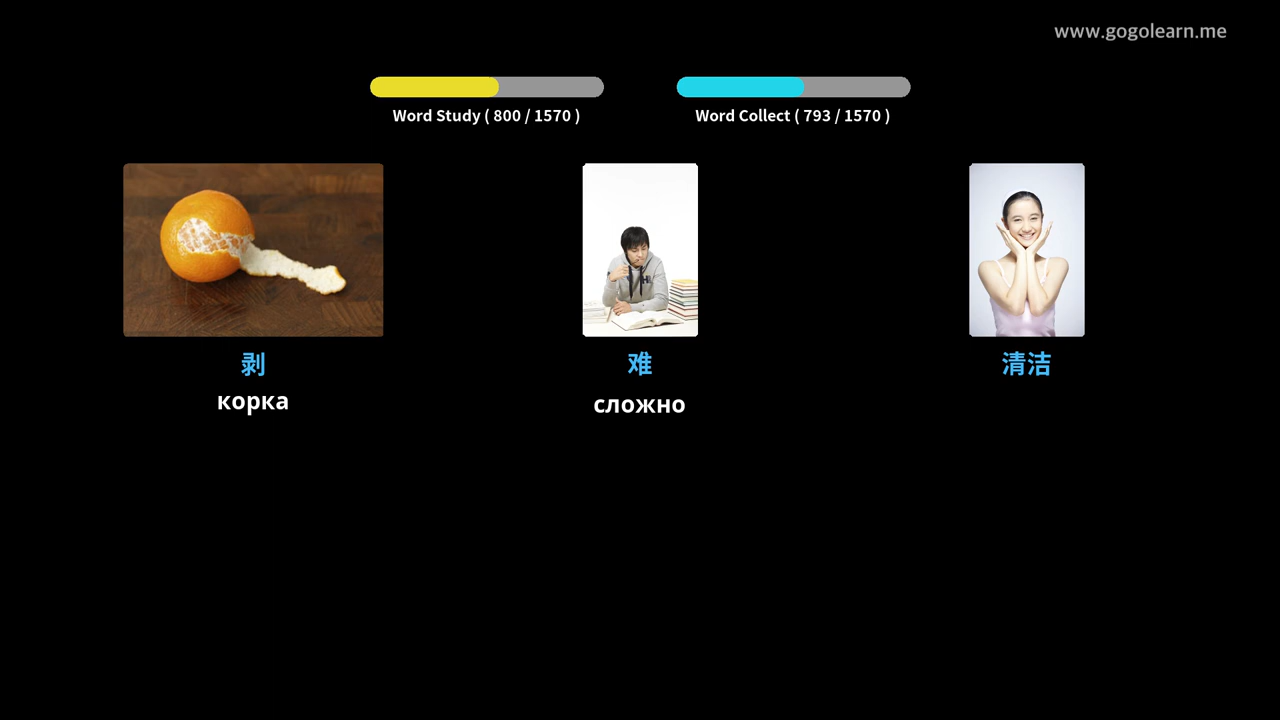 www.gogolearn.me
Word Study ( 800 / 1570 )
Word Collect ( 793 / 1570 )
剥
корка
难
сложно
清洁